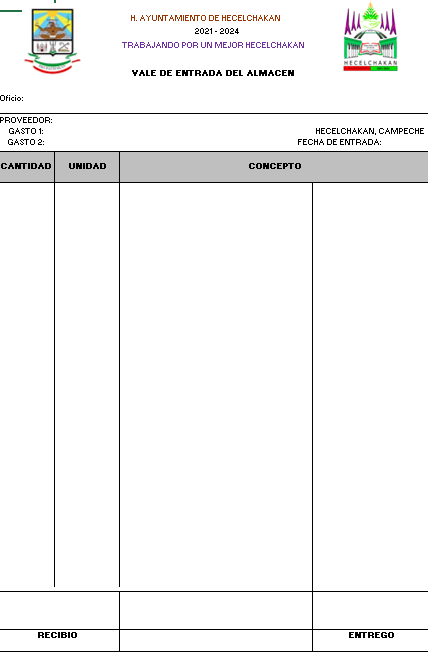 H. AYUNTAMIENTO DE HECELCHAKAN
2021 - 2024
TRABAJANDO POR UN MEJOR HECELCHAKAN
HECELCHAKAN
VALE DE ENTRADA DEL ALMACEN
Oficio:
PROVEEDOR:
GASTO 1: HECELCHAKAN, CAMPECHE
GASTO 2: FECHA DE ENTRADA:
CANTIDAD UNIDAD CONCEPTO
RECIBIO ENTREGO